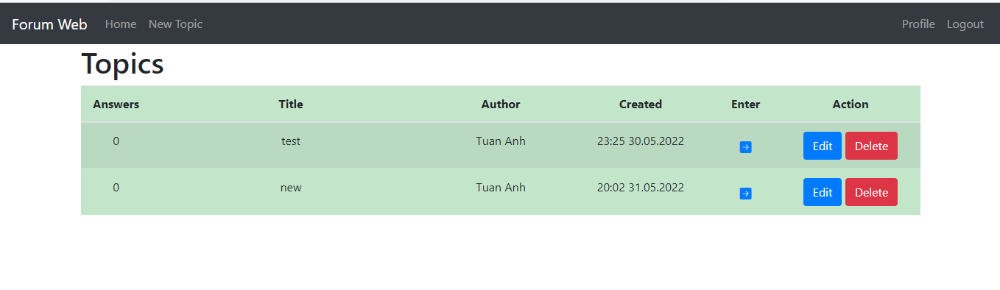 Forum Web Home New Topic Profile Logout
Topics
Answers Title Author Created Enter Action
0 test Tuan Anh 23:25 30.05.2022 Edit Delete
0 new Tuan Anh 20:02 31.05.2022 Edit Delete